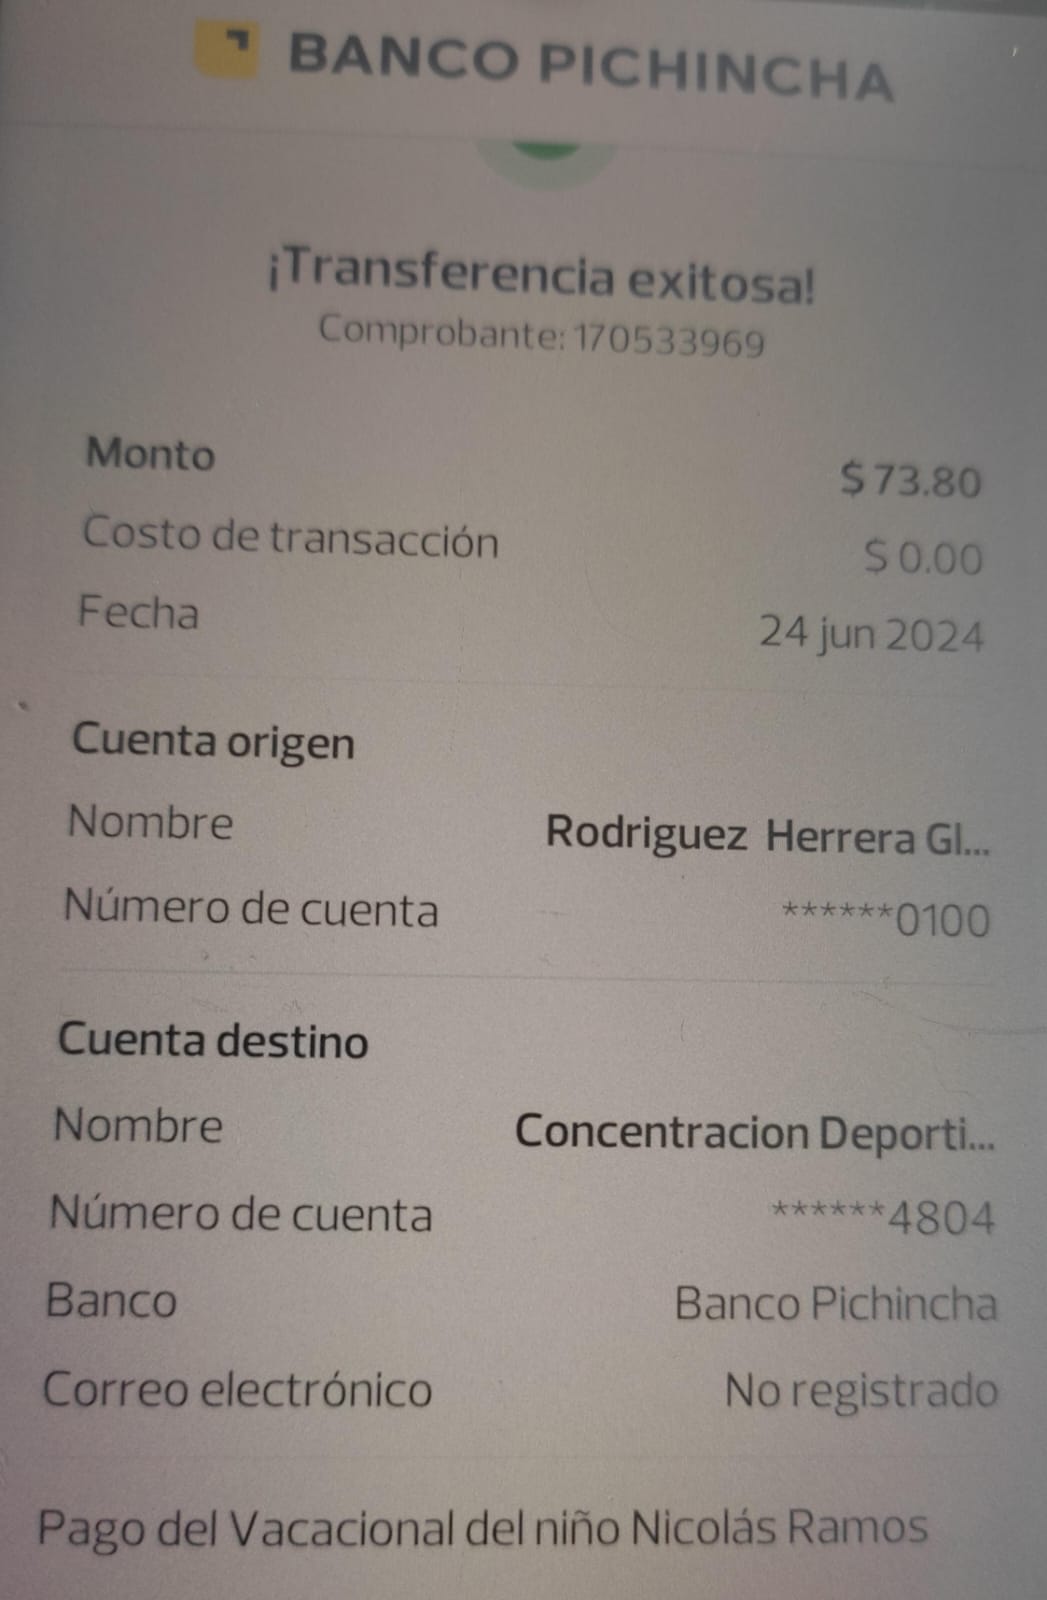 BANCO PICHINCHA
¡Transferencia exitosa!
Comprobante: 170533969
Monto $ 73.80
Costo de transacción $ 0.00
Fecha 24 jun 2024
Cuenta origen
Nombre Rodriguez Herrera Gl...
Número de cuenta ******0100
Cuenta destino
Nombre Concentracion Deporti...
Número de cuenta ******4804
Banco Banco Pichincha
Correo electrónico No registrado
Pago del Vacacional del niño Nicolás Ramos